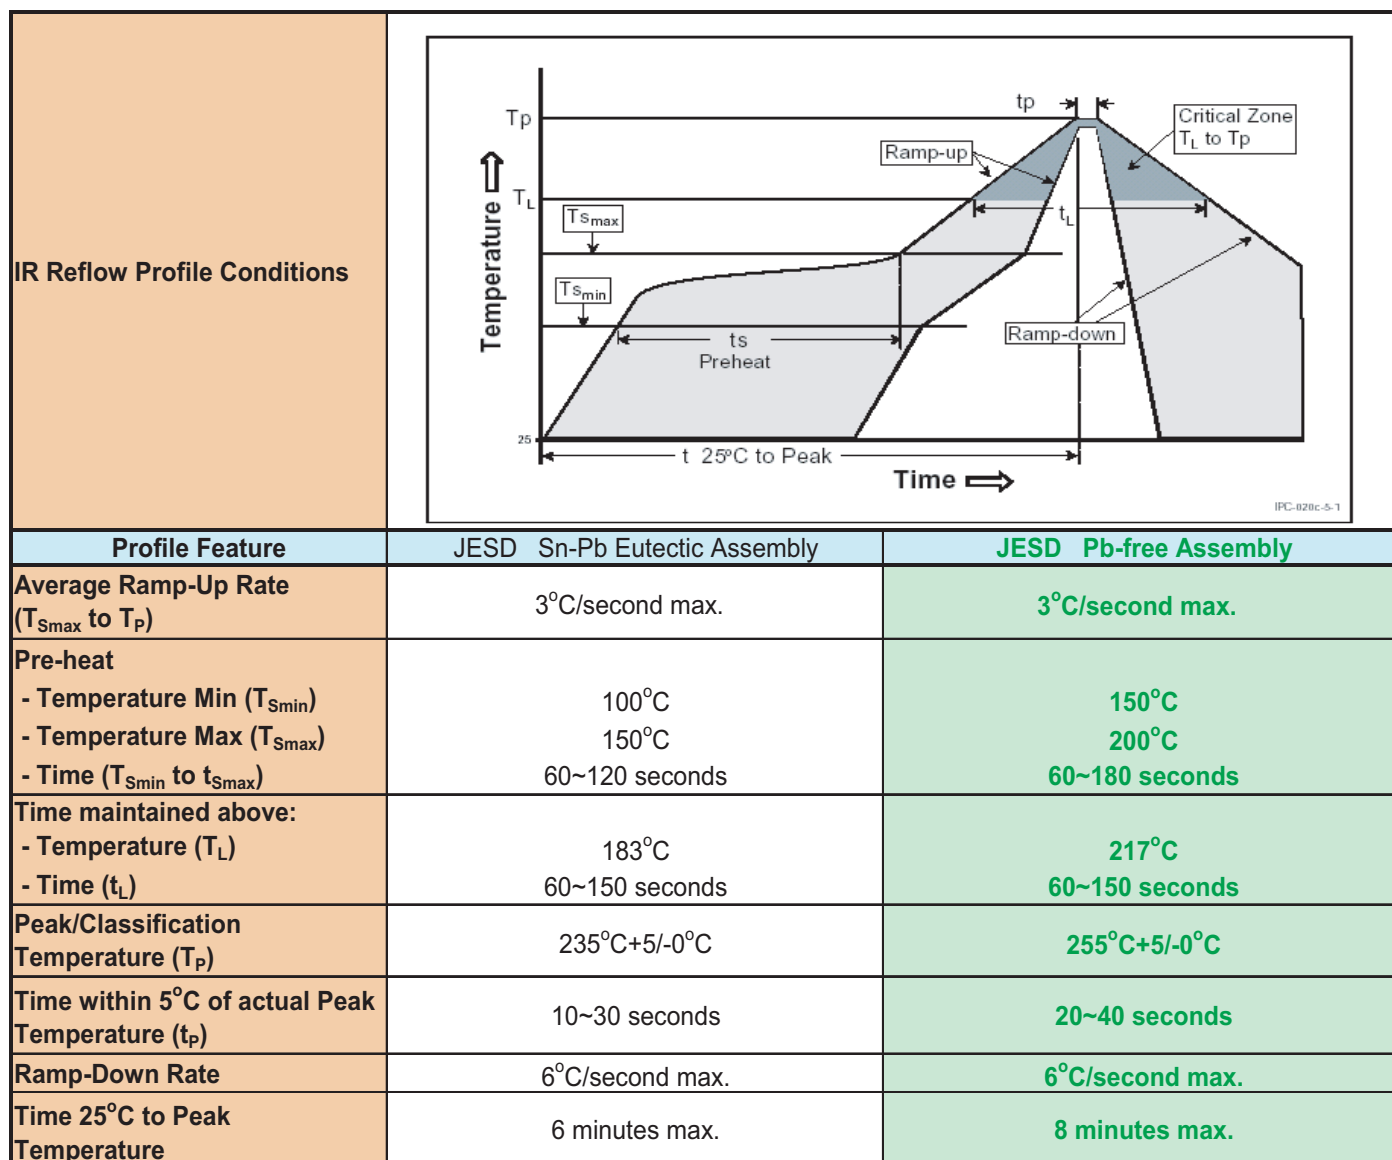 IR Reflow Profile Conditions
Temperature
Tp
TL
Tsmax
Tsmin
25
tp
Ramp-up
Critical Zone
TL to Tp
tL
ts
Preheat
Ramp-down
t 25ºC to Peak
Time
IPC-020c-5-1
Profile Feature JESD Sn-Pb Eutectic Assembly JESD Pb-free Assembly
Average Ramp-Up Rate
(TSmax to TP) 3°C/second max. 3°C/second max.
Pre-heat
- Temperature Min (TSmin) 100°C 150°C
- Temperature Max (TSmax) 150°C 200°C
- Time (TSmin to tSmax) 60~120 seconds 60~180 seconds
Time maintained above:
- Temperature (TL) 183°C 217°C
- Time (tL) 60~150 seconds 60~150 seconds
Peak/Classification
Temperature (TP) 235°C+5/-0°C 255°C+5/-0°C
Time within 5°C of actual Peak
Temperature (tP) 10~30 seconds 20~40 seconds
Ramp-Down Rate 6°C/second max. 6°C/second max.
Time 25°C to Peak
Temperature 6 minutes max. 8 minutes max.